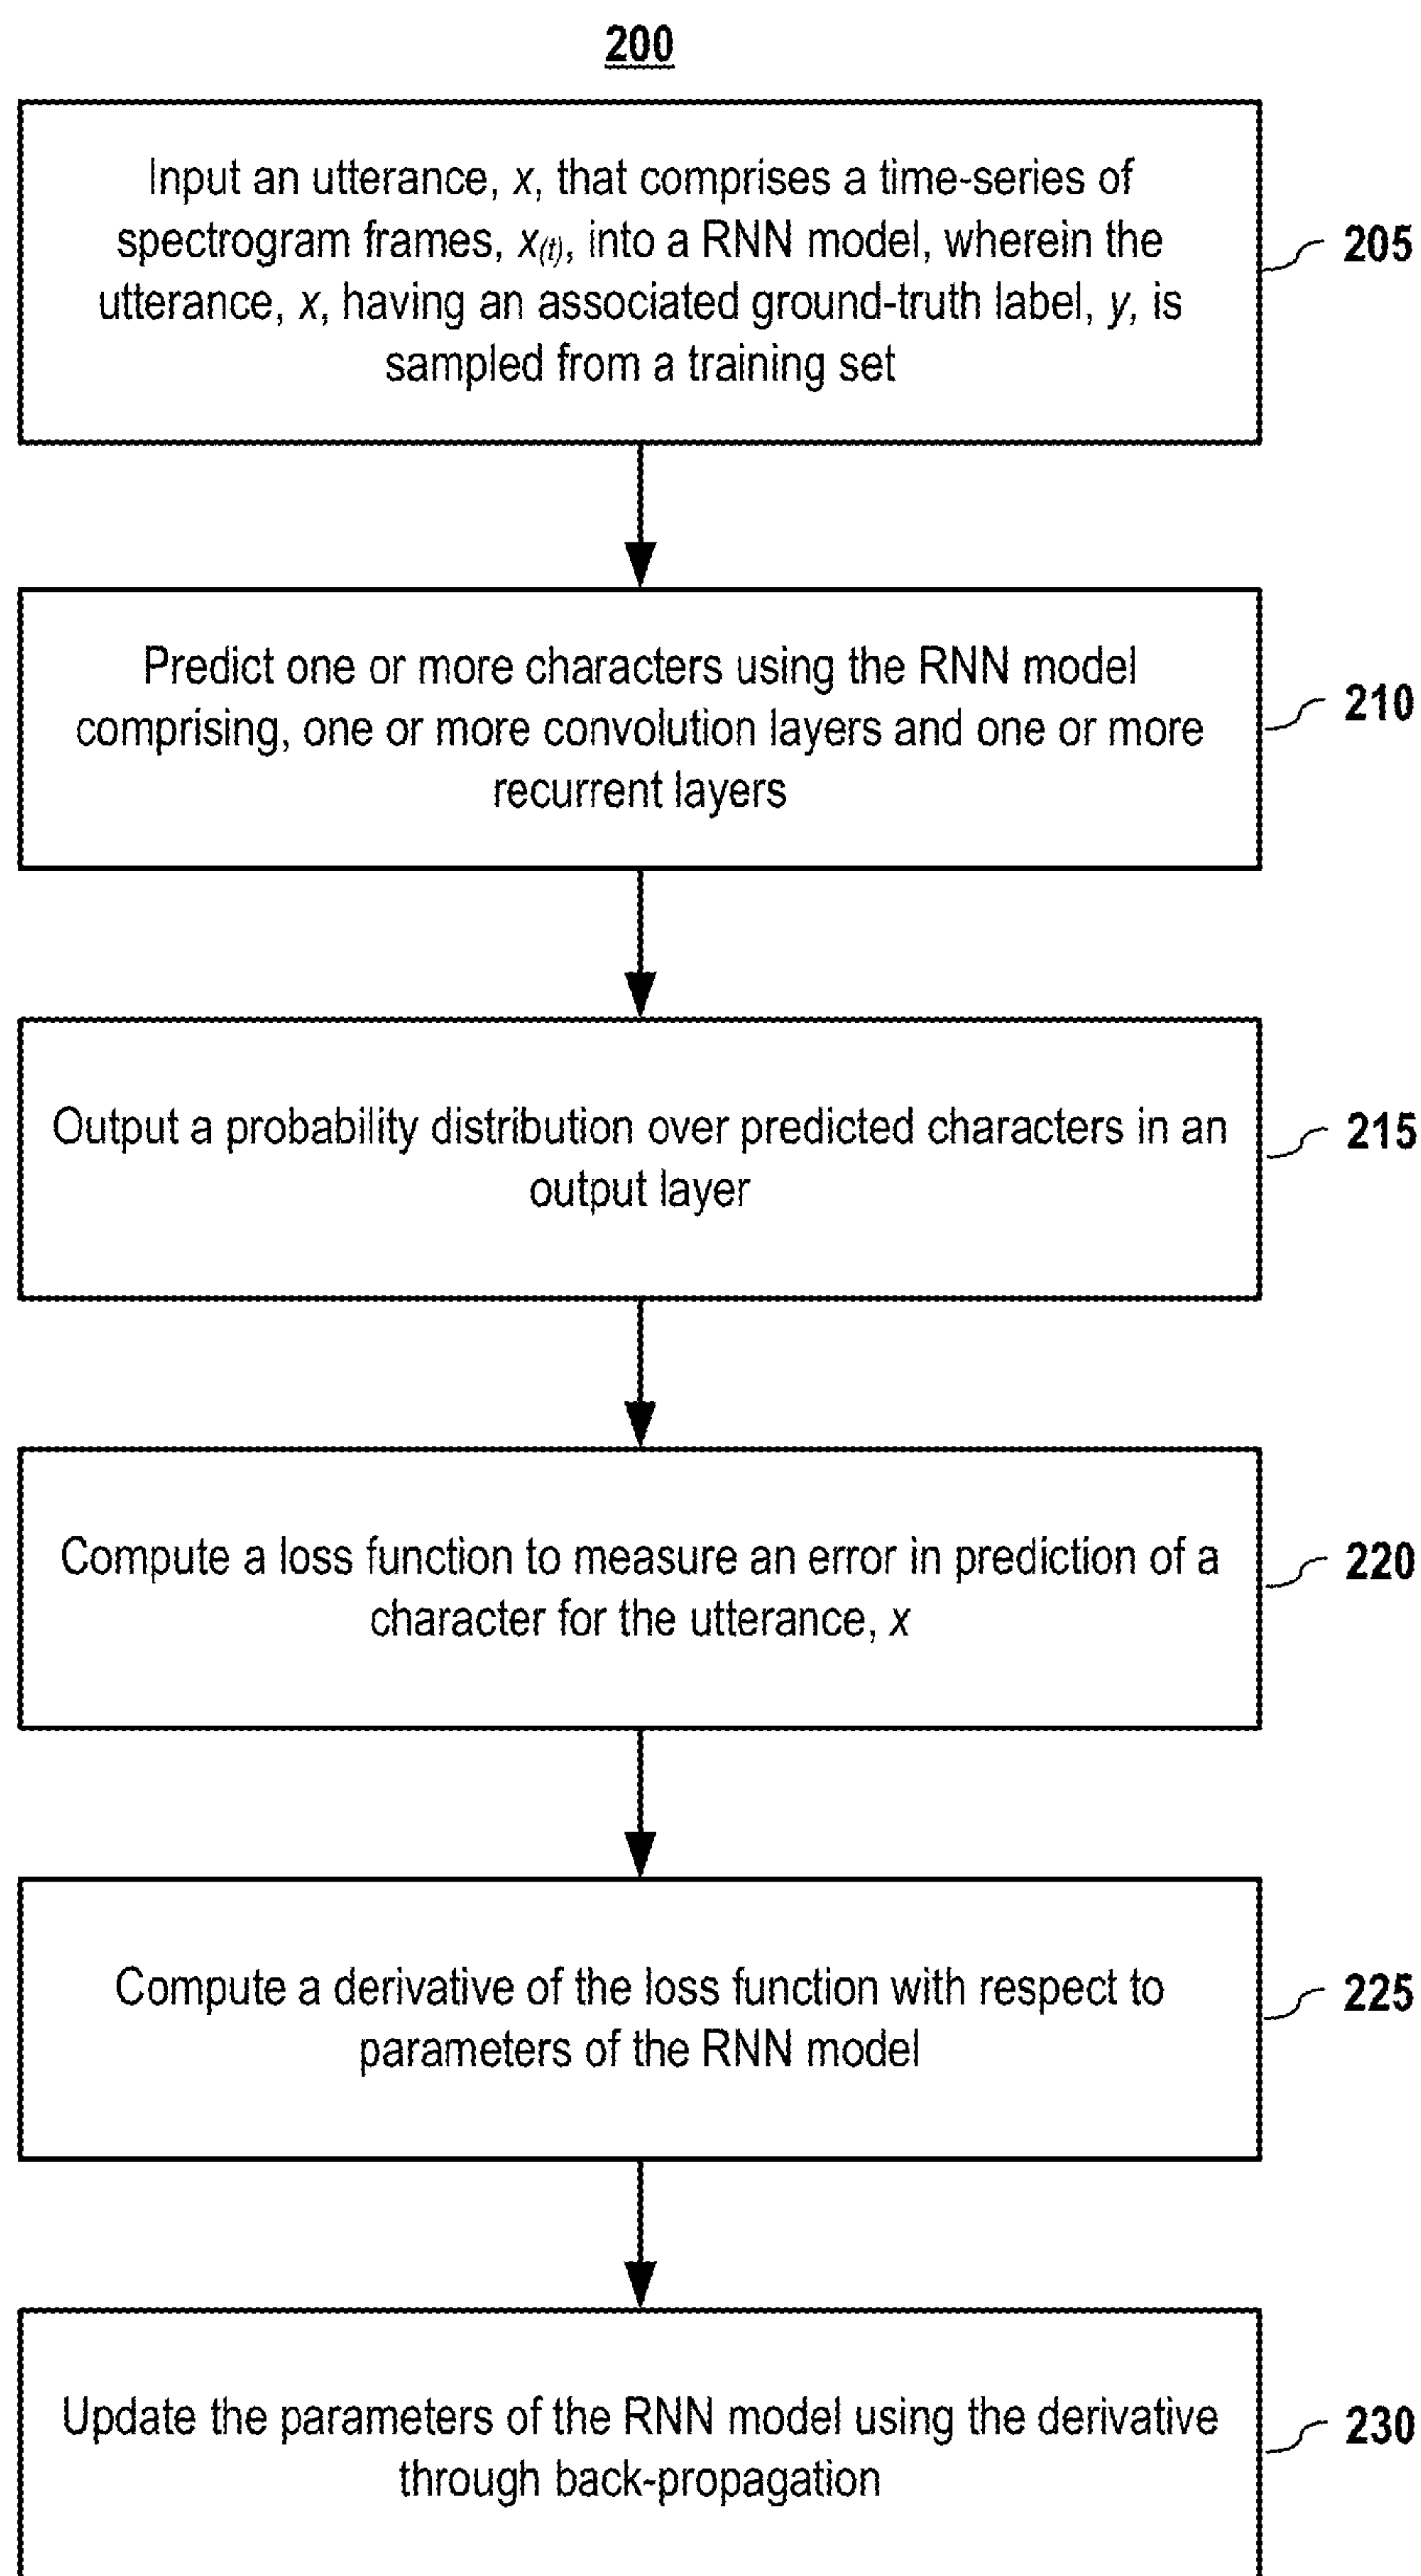 200
Input an utterance, x, that comprises a time-series of
spectrogram frames, x(t), into a RNN model, wherein the
utterance, x, having an associated ground-truth label, y, is
sampled from a training set
205
Predict one or more characters using the RNN model
comprising, one or more convolution layers and one or more
recurrent layers
210
Output a probability distribution over predicted characters in an
output layer
215
Compute a loss function to measure an error in prediction of a
character for the utterance, x
220
Compute a derivative of the loss function with respect to
parameters of the RNN model
225
Update the parameters of the RNN model using the derivative
through back-propagation
230